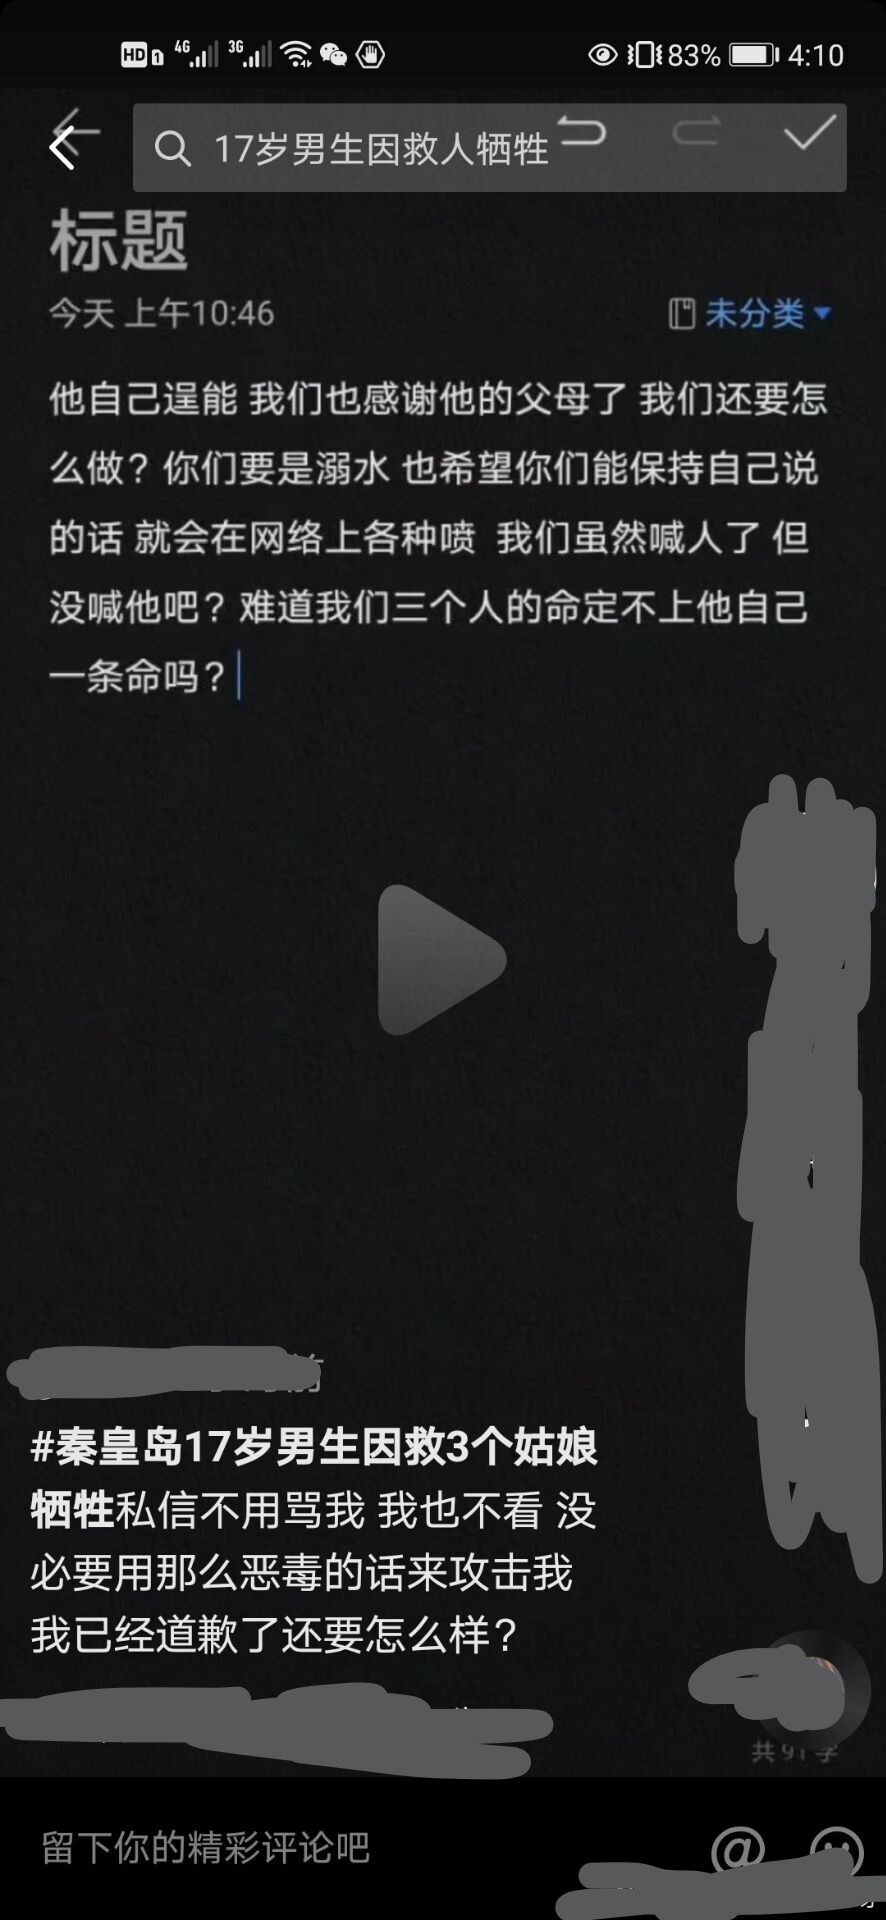 HD 1 4G 3G 83% 4:10
17岁男生因救人牺牲
标题
今天 上午10:46 未分类
他自己逞能 我们也感谢他的父母了 我们还要怎
么做？你们要是溺水 也希望你们能保持自己说
的话 就会在网络上各种喷 我们虽然喊人了 但
没喊他吧？难道我们三个人的命定不上他自己
一条命吗？
#秦皇岛17岁男生因救3个姑娘
牺牲私信不用骂我 我也不看 没
必要用那么恶毒的话来攻击我
我已经道歉了还要怎么样？
共 91 字
留下你的精彩评论吧 @